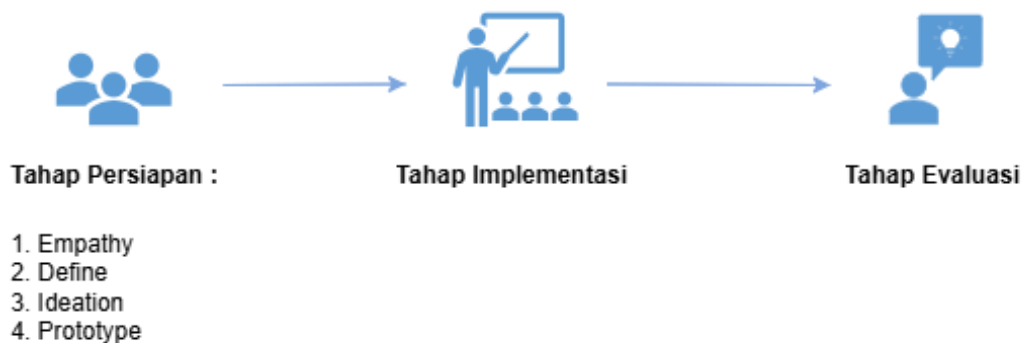 Tahap Persiapan :
Tahap Implementasi
Tahap Evaluasi
1. Empathy
2. Define
3. Ideation
4. Prototype